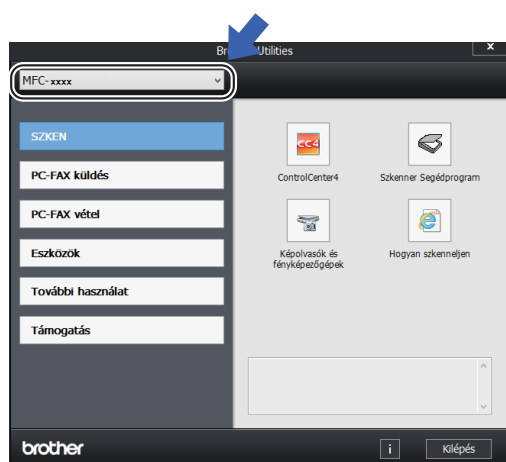 Br Utilities
x
MFC-xxxx
SZKEN
PC-FAX küldés
PC-FAX vétel
Eszközök
További használat
Támogatás
CC4
ControlCenter4
Szkenner Segédprogram
Képolvasók és
fényképezőgépek
Hogyan szkenneljen
brother
i
Kilépés